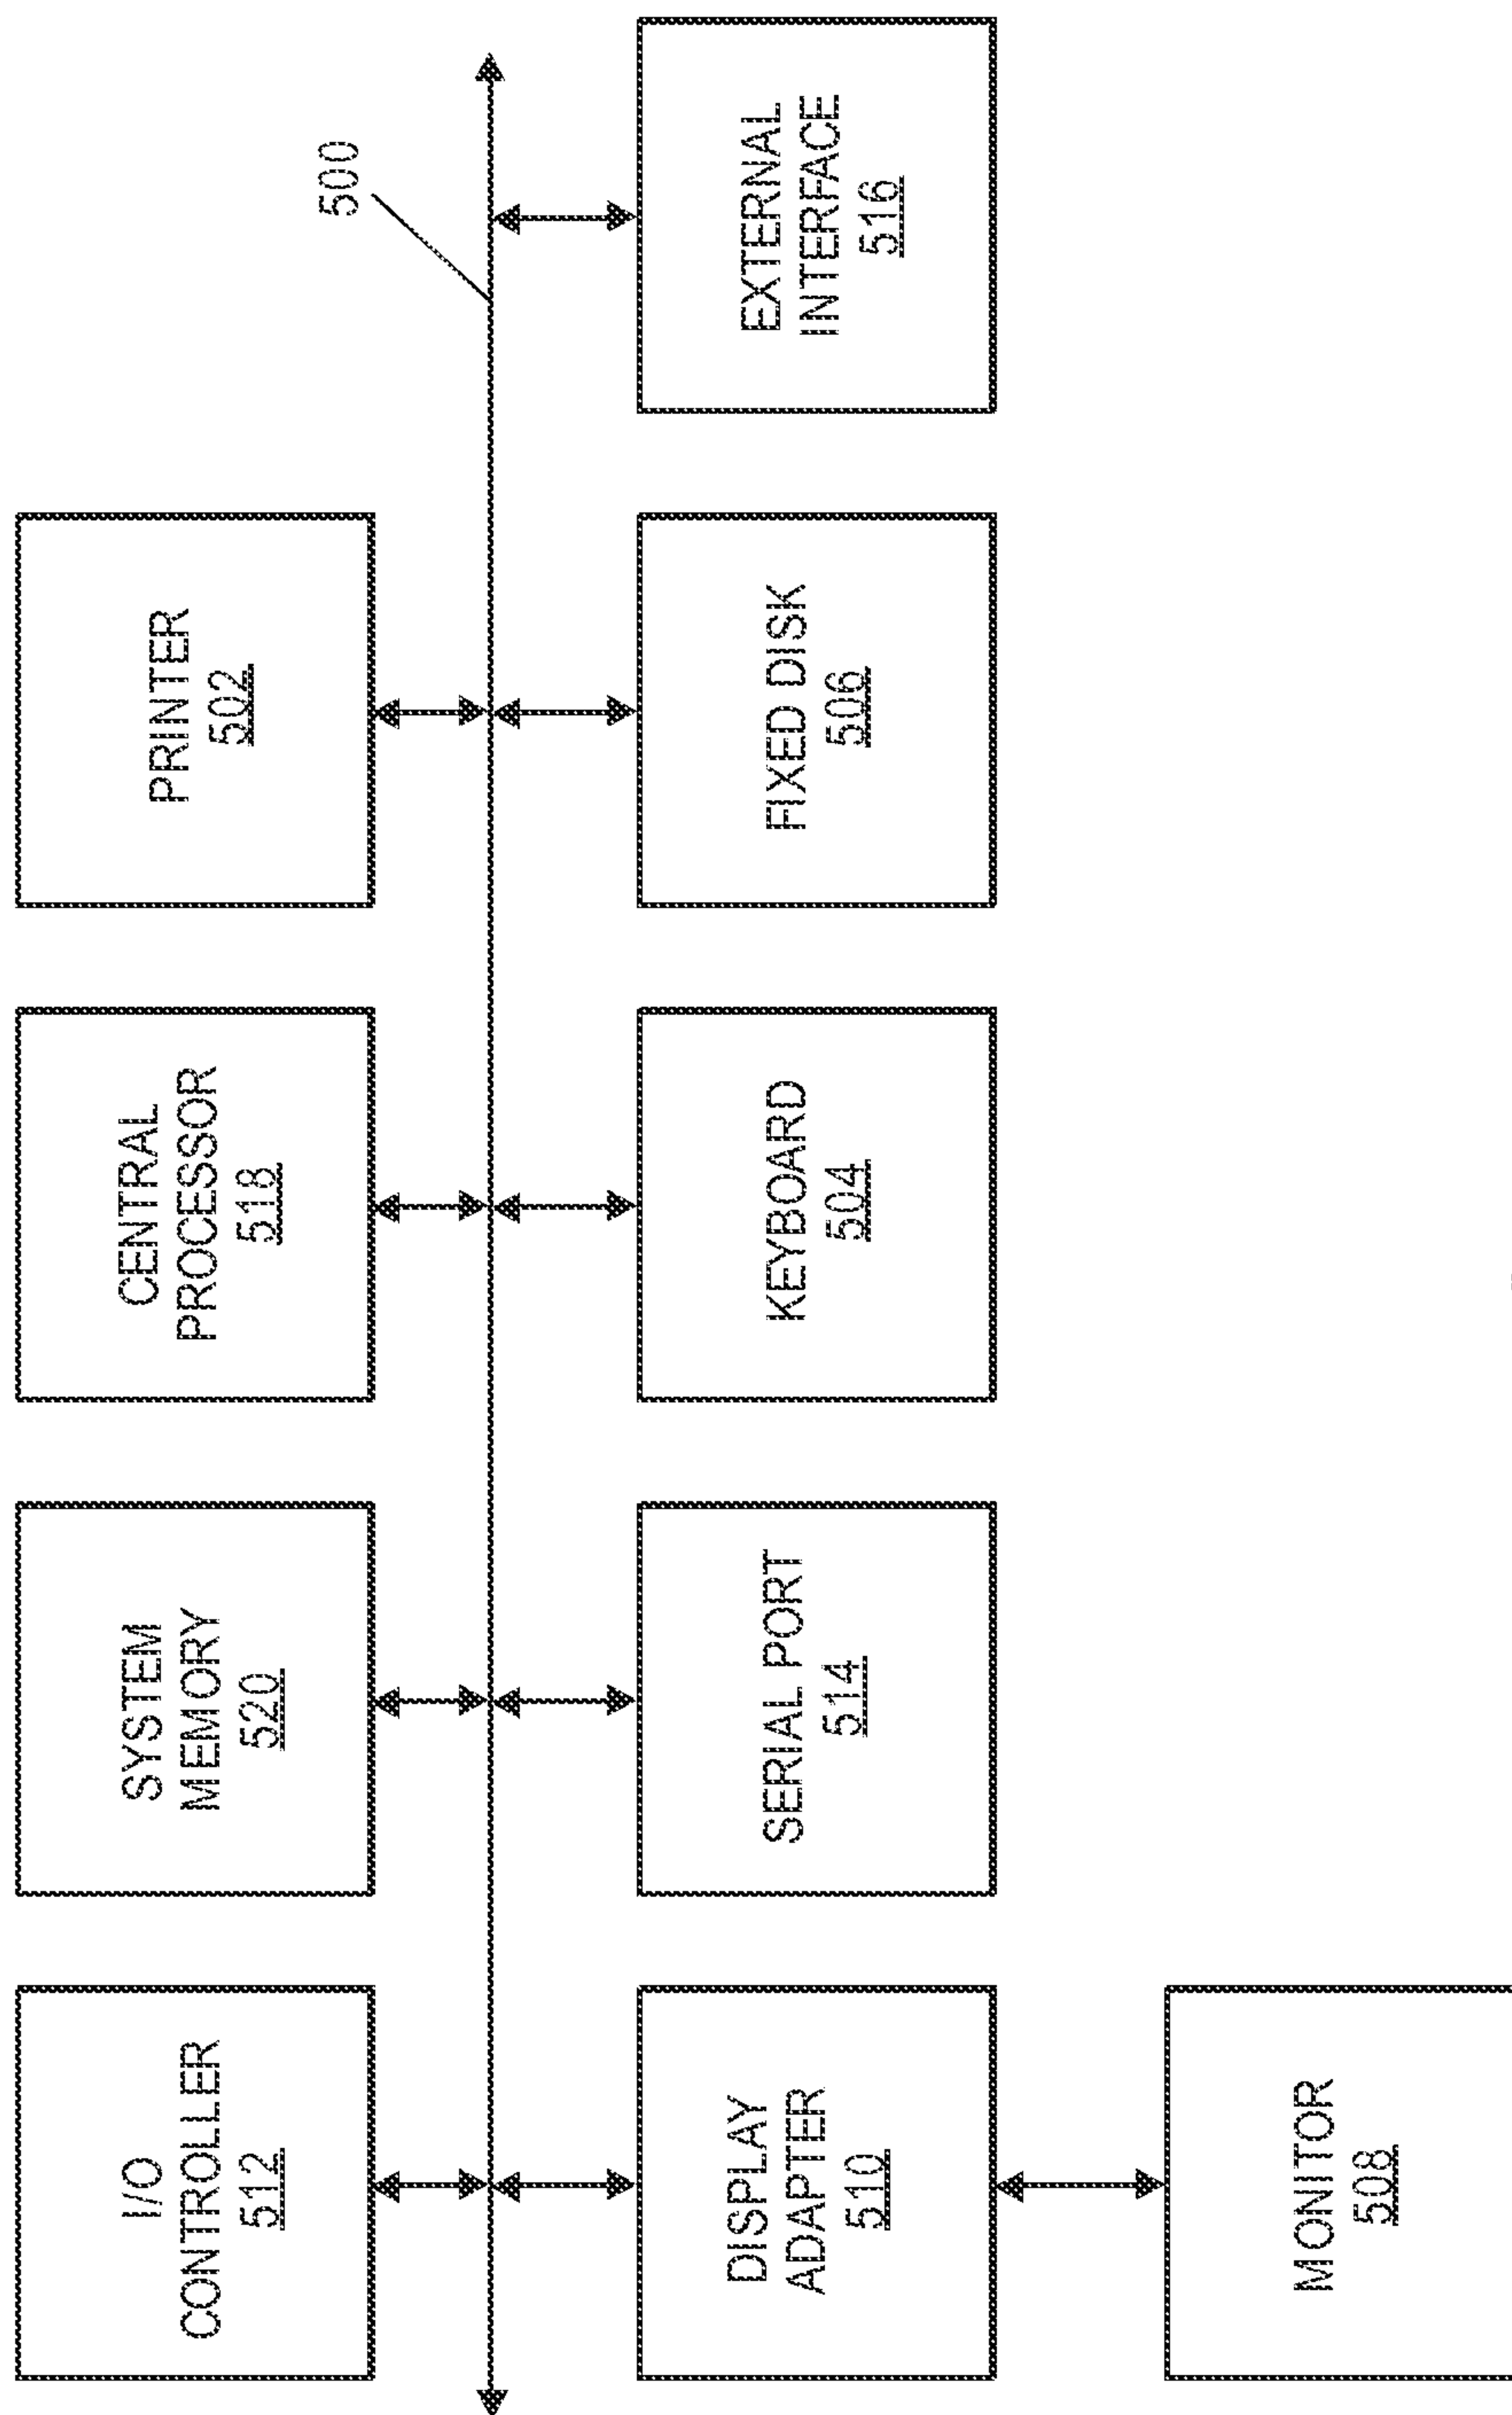 I/O
CONTROLLER
512
SYSTEM
MEMORY
520
CENTRAL
PROCESSOR
518
PRINTER
502
500
DISPLAY
ADAPTER
510
SERIAL PORT
514
KEYBOARD
504
FIXED DISK
506
EXTERNAL
INTERFACE
516
MONITOR
508